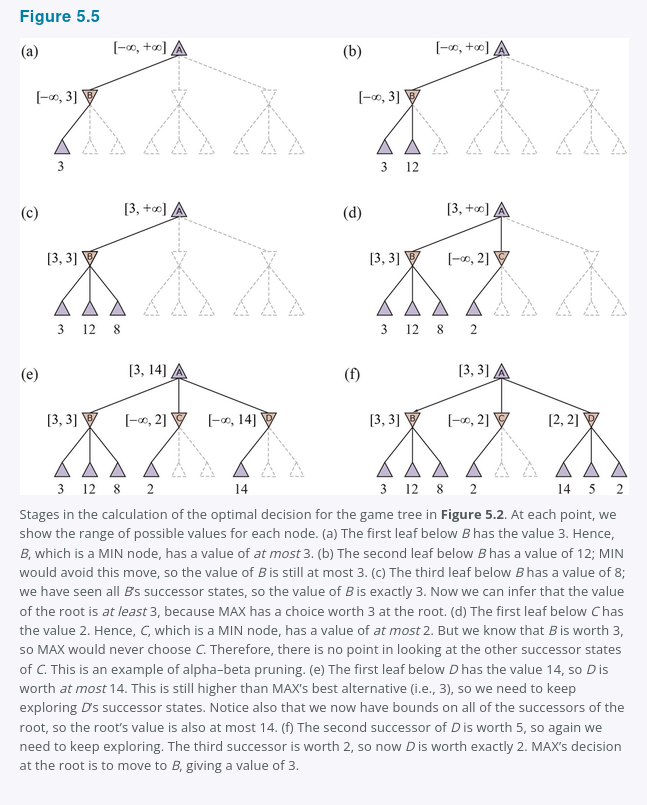 Figure 5.5
(a) [−∞, +∞] A
[−∞, 3] B
3
(b) [−∞, +∞] A
[−∞, 3] B
3 12
(c) [3, +∞] A
[3, 3] B
3 12 8
(d) [3, +∞] A
[3, 3] B [−∞, 2] C
3 12 8 2
(e) [3, 14] A
[3, 3] B [−∞, 2] C [−∞, 14] D
3 12 8 2 14
(f) [3, 3] A
[3, 3] B [−∞, 2] C [2, 2] D
3 12 8 2 14 5 2
Stages in the calculation of the optimal decision for the game tree in Figure 5.2. At each point, we
show the range of possible values for each node. (a) The first leaf below B has the value 3. Hence,
B, which is a MIN node, has a value of at most 3. (b) The second leaf below B has a value of 12; MIN
would avoid this move, so the value of B is still at most 3. (c) The third leaf below B has a value of 8;
we have seen all B's successor states, so the value of B is exactly 3. Now we can infer that the value
of the root is at least 3, because MAX has a choice worth 3 at the root. (d) The first leaf below C has
the value 2. Hence, C, which is a MIN node, has a value of at most 2. But we know that B is worth 3,
so MAX would never choose C. Therefore, there is no point in looking at the other successor states
of C. This is an example of alpha–beta pruning. (e) The first leaf below D has the value 14, so D is
worth at most 14. This is still higher than MAX's best alternative (i.e., 3), so we need to keep
exploring D's successor states. Notice also that we now have bounds on all of the successors of the
root, so the root's value is also at most 14. (f) The second successor of D is worth 5, so again we
need to keep exploring. The third successor is worth 2, so now D is worth exactly 2. MAX's decision
at the root is to move to B, giving a value of 3.